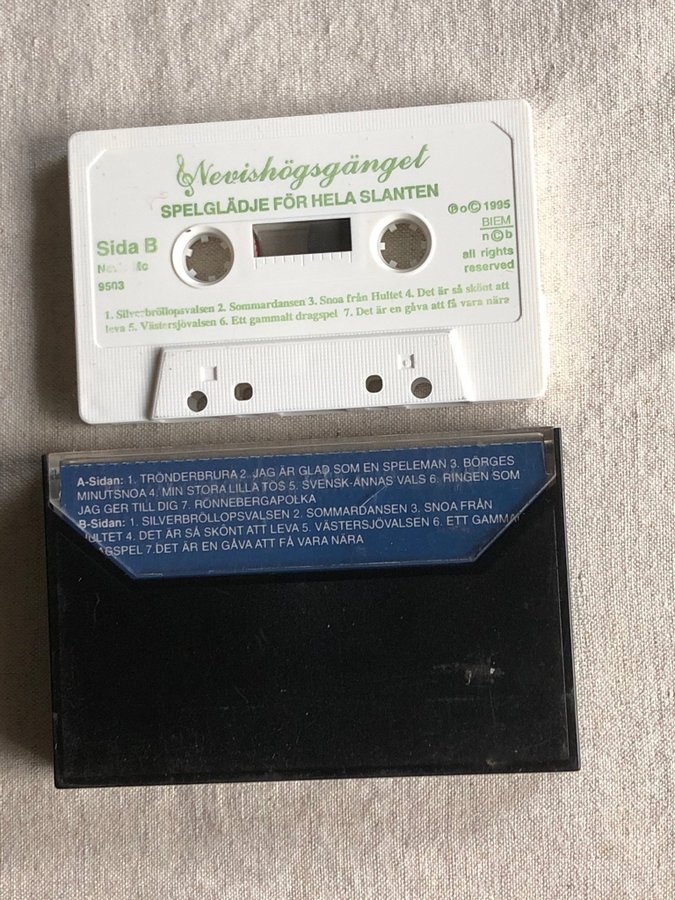 Nevishögsgänget
SPELGLÄDJE FÖR HELA SLANTEN
Sida B
9503
℗ o © 1995
BIEM
n©b
all rights
reserved
1. Silverbröllopsvalsen 2. Sommardansen 3. Snoa från Hultet 4. Det är så skönt att
leva 5. Västersjövalsen 6. Ett gammalt dragspel 7. Det är en gåva att få vara nära
A-Sidan: 1. TRÖNDERBRURA 2. JAG ÄR GLAD SOM EN SPELEMAN 3. BÖRGES
MINUTSNOA 4. MIN STORA LILLA TÖS 5. SVENSK-ANNAS VALS 6. RINGEN SOM
JAG GER TILL DIG 7. RÖNNEBERGAPOLKA
B-Sidan: 1. SILVERBRÖLLOPSVALSEN 2. SOMMARDANSEN 3. SNOA FRÅN
HULTET 4. DET ÄR SÅ SKÖNT ATT LEVA 5. VÄSTERSJÖVALSEN 6. ETT GAMMA
AGSPEL 7.DET ÄR EN GÅVA ATT FÅ VARA NÄRA